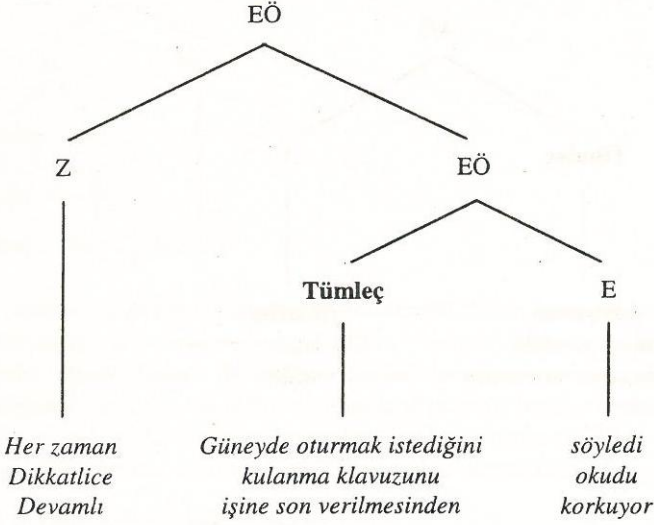 EÖ
Z EÖ
Tümleç E
Her zaman Güneyde oturmak istediğini söyledi
Dikkatlice kulanma klavuzunu okudu
Devamlı işine son verilmesinden korkuyor